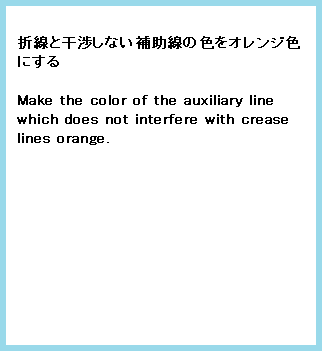 折線と干渉しない補助線の色をオレンジ色
にする
Make the color of the auxiliary line
which does not interfere with crease
lines orange.